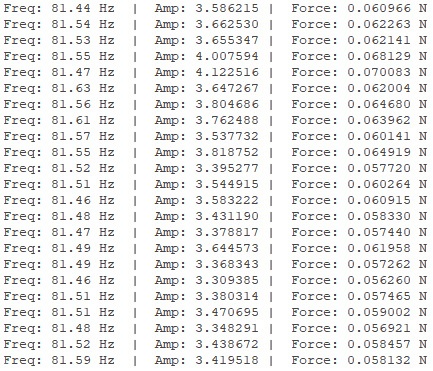 Freq: 81.44 Hz | Amp: 3.586215 | Force: 0.060966 N
Freq: 81.54 Hz | Amp: 3.662530 | Force: 0.062263 N
Freq: 81.53 Hz | Amp: 3.655347 | Force: 0.062141 N
Freq: 81.55 Hz | Amp: 4.007594 | Force: 0.068129 N
Freq: 81.47 Hz | Amp: 4.122516 | Force: 0.070083 N
Freq: 81.63 Hz | Amp: 3.647267 | Force: 0.062004 N
Freq: 81.56 Hz | Amp: 3.804686 | Force: 0.064680 N
Freq: 81.61 Hz | Amp: 3.762488 | Force: 0.063962 N
Freq: 81.57 Hz | Amp: 3.537732 | Force: 0.060141 N
Freq: 81.55 Hz | Amp: 3.818752 | Force: 0.064919 N
Freq: 81.52 Hz | Amp: 3.395277 | Force: 0.057720 N
Freq: 81.51 Hz | Amp: 3.544915 | Force: 0.060264 N
Freq: 81.46 Hz | Amp: 3.583222 | Force: 0.060915 N
Freq: 81.48 Hz | Amp: 3.431190 | Force: 0.058330 N
Freq: 81.47 Hz | Amp: 3.378817 | Force: 0.057440 N
Freq: 81.49 Hz | Amp: 3.644573 | Force: 0.061958 N
Freq: 81.49 Hz | Amp: 3.368343 | Force: 0.057262 N
Freq: 81.46 Hz | Amp: 3.309385 | Force: 0.056260 N
Freq: 81.51 Hz | Amp: 3.380314 | Force: 0.057465 N
Freq: 81.51 Hz | Amp: 3.470695 | Force: 0.059002 N
Freq: 81.48 Hz | Amp: 3.348291 | Force: 0.056921 N
Freq: 81.52 Hz | Amp: 3.438672 | Force: 0.058457 N
Freq: 81.59 Hz | Amp: 3.419518 | Force: 0.058132 N